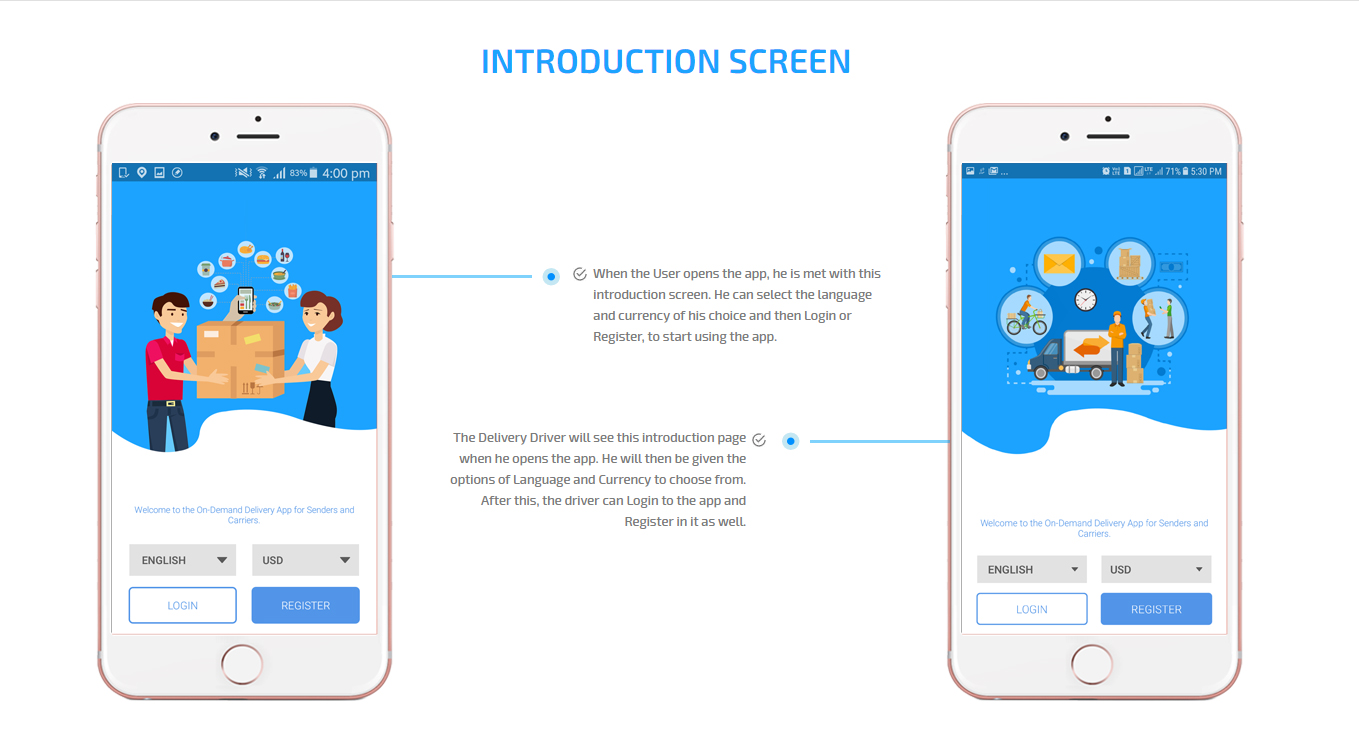 INTRODUCTION SCREEN
83% 4:00 pm
Welcome to the On-Demand Delivery App for Senders and
Carriers.
ENGLISH USD
LOGIN REGISTER
When the User opens the app, he is met with this
introduction screen. He can select the language
and currency of his choice and then Login or
Register, to start using the app.
The Delivery Driver will see this introduction page
when he opens the app. He will then be given the
options of Language and Currency to choose from.
After this, the driver can Login to the app and
Register in it as well.
... LTE 71% 5:30 PM
Welcome to the On-Demand Delivery App for Senders and
Carriers.
ENGLISH USD
LOGIN REGISTER